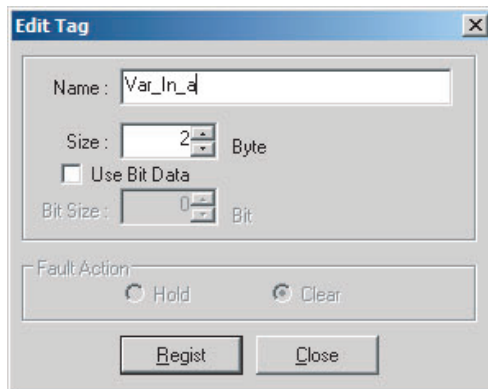 Edit Tag
Name : Var_In_a
Size : 2 Byte
Use Bit Data
Bit Size : 0 Bit
Fault Action
Hold Clear
Regist Close